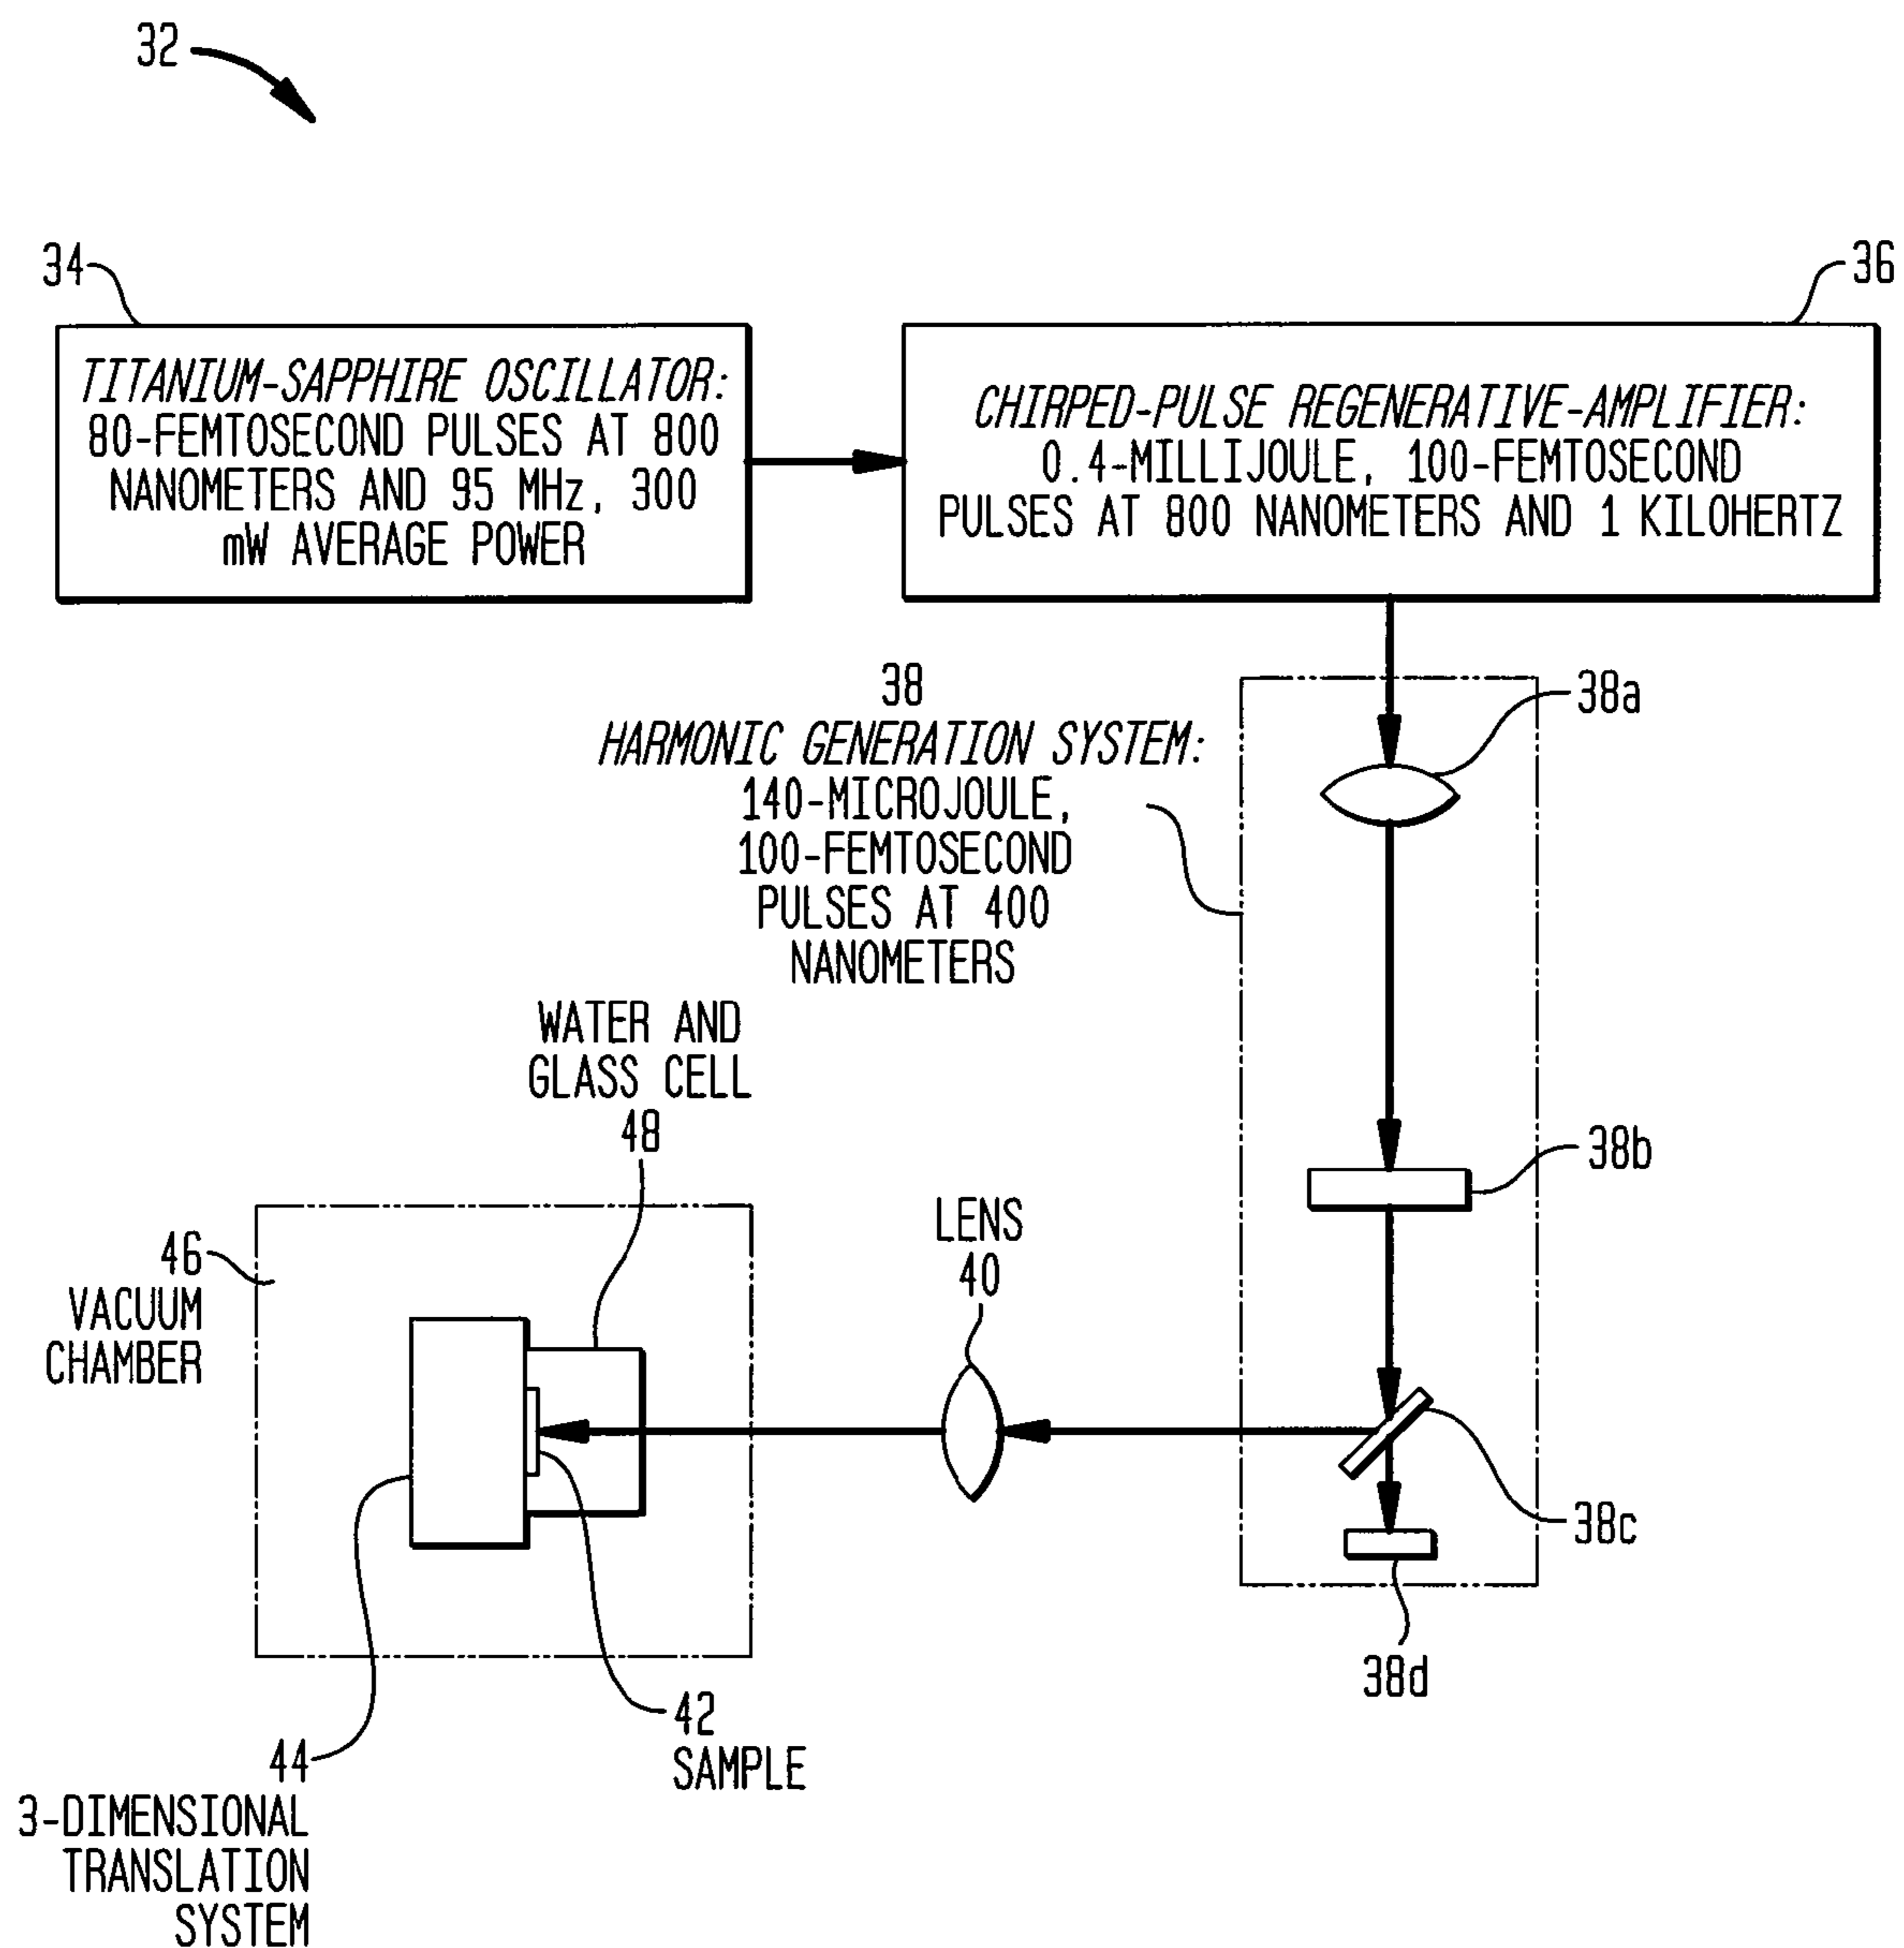 32
34
36
TITANIUM-SAPPHIRE OSCILLATOR:
80-FEMTOSECOND PULSES AT 800
NANOMETERS AND 95 MHz, 300
mW AVERAGE POWER
CHIRPED-PULSE REGENERATIVE-AMPLIFIER:
0.4-MILLIJOULE, 100-FEMTOSECOND
PULSES AT 800 NANOMETERS AND 1 KILOHERTZ
38
HARMONIC GENERATION SYSTEM:
140-MICROJOULE,
100-FEMTOSECOND
PULSES AT 400
NANOMETERS
38a
38b
38c
38d
WATER AND
GLASS CELL
48
LENS
40
46
VACUUM
CHAMBER
42
SAMPLE
44
3-DIMENSIONAL
TRANSLATION
SYSTEM